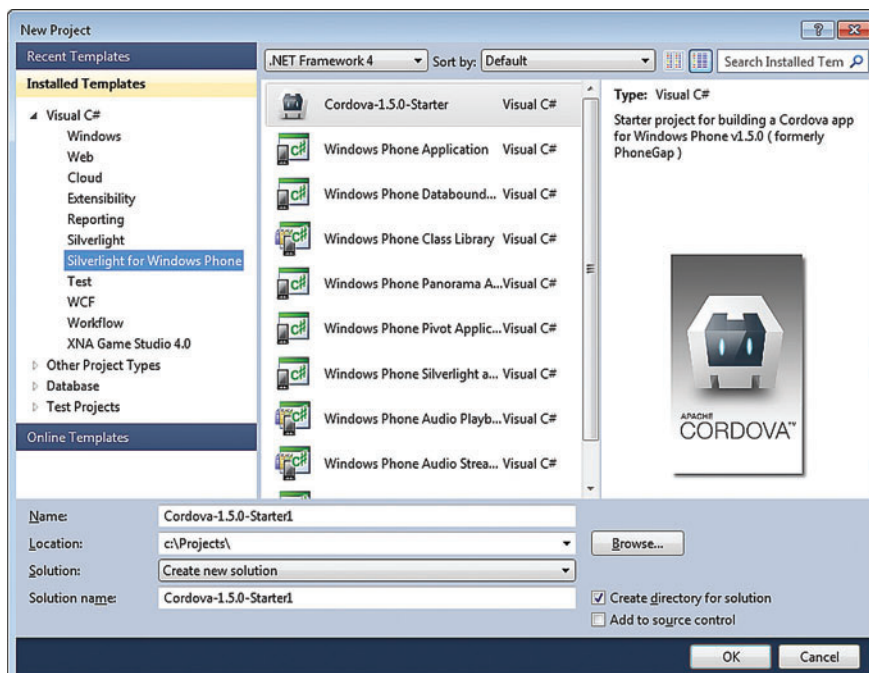 New Project
Recent Templates
Installed Templates
Visual C#
Windows
Web
Cloud
Extensibility
Reporting
Silverlight
Silverlight for Windows Phone
Test
WCF
Workflow
XNA Game Studio 4.0
Other Project Types
Database
Test Projects
Online Templates
.NET Framework 4
Sort by: Default
Search Installed Tem
Cordova-1.5.0-Starter Visual C#
Windows Phone Application Visual C#
Windows Phone Databound... Visual C#
Windows Phone Class Library Visual C#
Windows Phone Panorama A... Visual C#
Windows Phone Pivot Applic... Visual C#
Windows Phone Silverlight a... Visual C#
Windows Phone Audio Playb... Visual C#
Windows Phone Audio Strea... Visual C#
Type: Visual C#
Starter project for building a Cordova app
for Windows Phone v1.5.0 ( formerly
PhoneGap )
APACHE
CORDOVA™
Name: Cordova-1.5.0-Starter1
Location: c:\Projects\
Browse...
Solution: Create new solution
Solution name: Cordova-1.5.0-Starter1
Create directory for solution
Add to source control
OK
Cancel